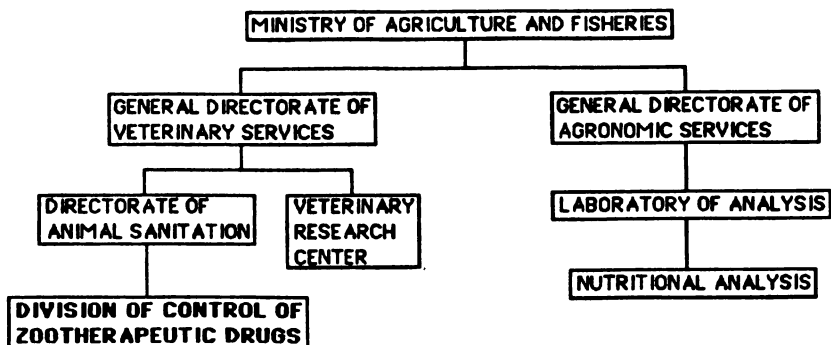 MINISTRY OF AGRICULTURE AND FISHERIES
GENERAL DIRECTORATE OF
VETERINARY SERVICES
GENERAL DIRECTORATE OF
AGRONOMIC SERVICES
DIRECTORATE OF
ANIMAL SANITATION
VETERINARY
RESEARCH
CENTER
LABORATORY OF ANALYSIS
NUTRITIONAL ANALYSIS
DIVISION OF CONTROL OF
ZOOTHERAPEUTIC DRUGS